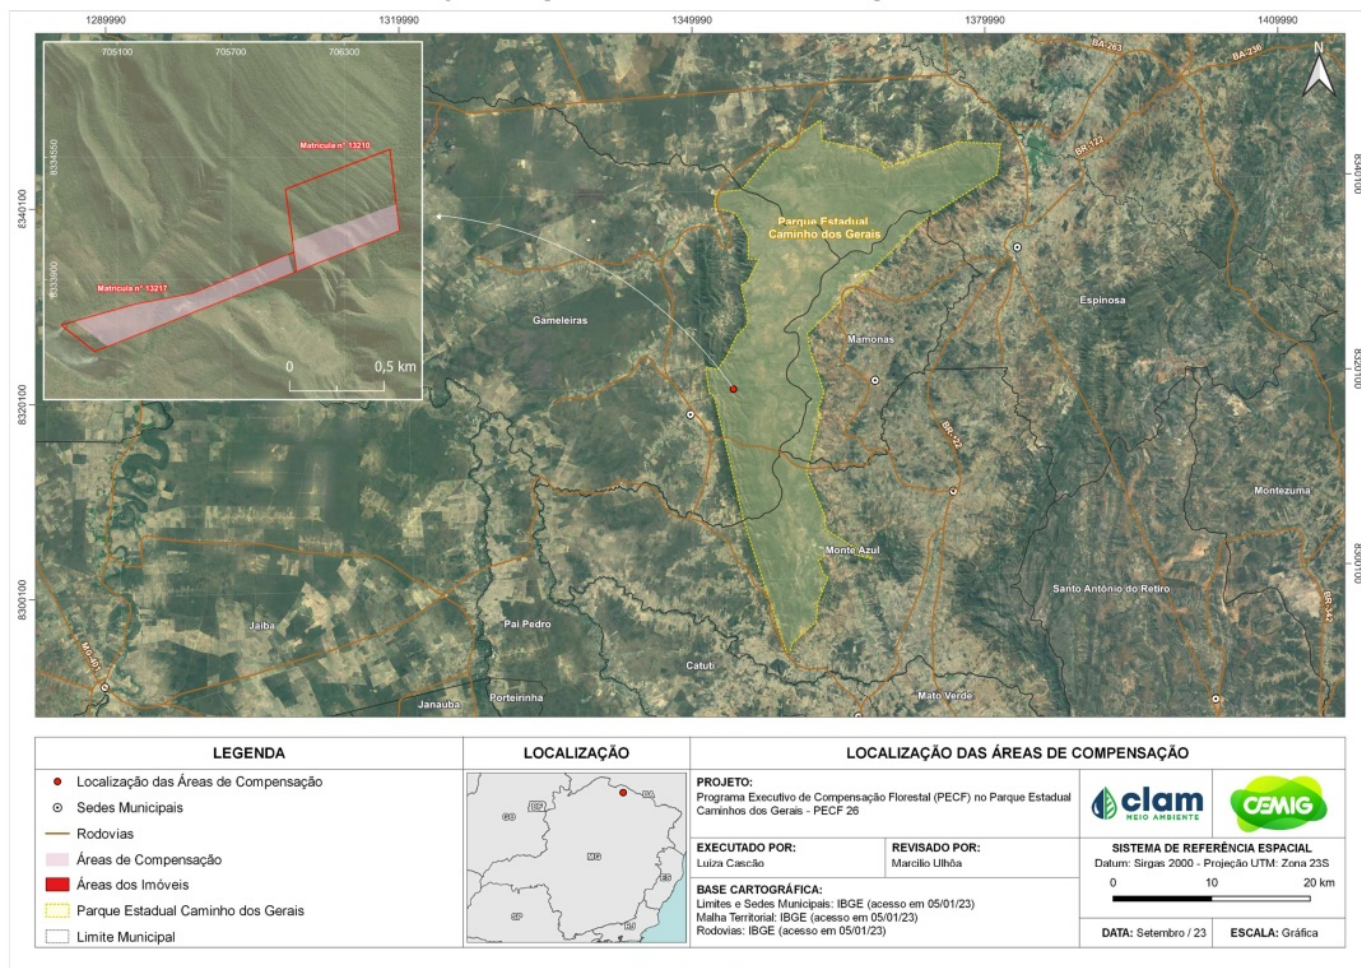 1289990
1319990
1349990
1379990
1409990
705100
705700
706300
8334550
8333900
Matrícula n° 13210
Matrícula n° 13217
0
0,5 km
BA-263
BA-236
N
BR-122
8340100
8340100
Parque Estadual
Caminho dos Gerais
Espinosa
Gameleiras
Mamonas
8320100
8320100
BR-122
Montezuma
Monte Azul
8300100
8300100
Santo Antônio do Retiro
Jaíba
Pai Pedro
MG-401
Catuti
Janaúba
Porteirinha
Mato Verde
LEGENDA
Localização das Áreas de Compensação
Sedes Municipais
Rodovias
Áreas de Compensação
Áreas dos Imóveis
Parque Estadual Caminho dos Gerais
Limite Municipal
LOCALIZAÇÃO
BA
GO
MG
ES
SP
RJ
LOCALIZAÇÃO DAS ÁREAS DE COMPENSAÇÃO
PROJETO:
Programa Executivo de Compensação Florestal (PECF) no Parque Estadual
Caminhos dos Gerais - PECF 26
clam
MEIO AMBIENTE
CEMIG
EXECUTADO POR:
Luiza Cascão
REVISADO POR:
Marcilio Ulhôa
BASE CARTOGRÁFICA:
Limites e Sedes Municipais: IBGE (acesso em 05/01/23)
Malha Territorial: IBGE (acesso em 05/01/23)
Rodovias: IBGE (acesso em 05/01/23)
SISTEMA DE REFERÊNCIA ESPACIAL
Datum: Sirgas 2000 - Projeção UTM: Zona 23S
0
10
20 km
DATA: Setembro / 23
ESCALA: Gráfica